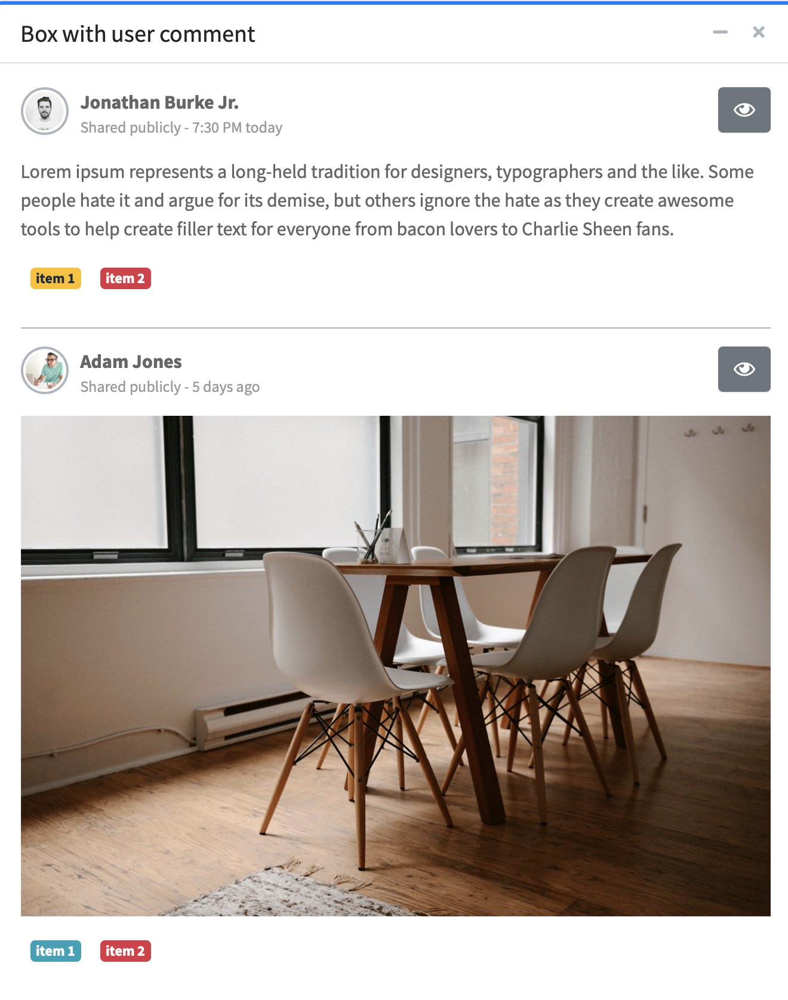 Box with user comment
Jonathan Burke Jr.
Shared publicly - 7:30 PM today
Lorem ipsum represents a long-held tradition for designers, typographers and the like. Some
people hate it and argue for its demise, but others ignore the hate as they create awesome
tools to help create filler text for everyone from bacon lovers to Charlie Sheen fans.
item 1 item 2
Adam Jones
Shared publicly - 5 days ago
item 1 item 2